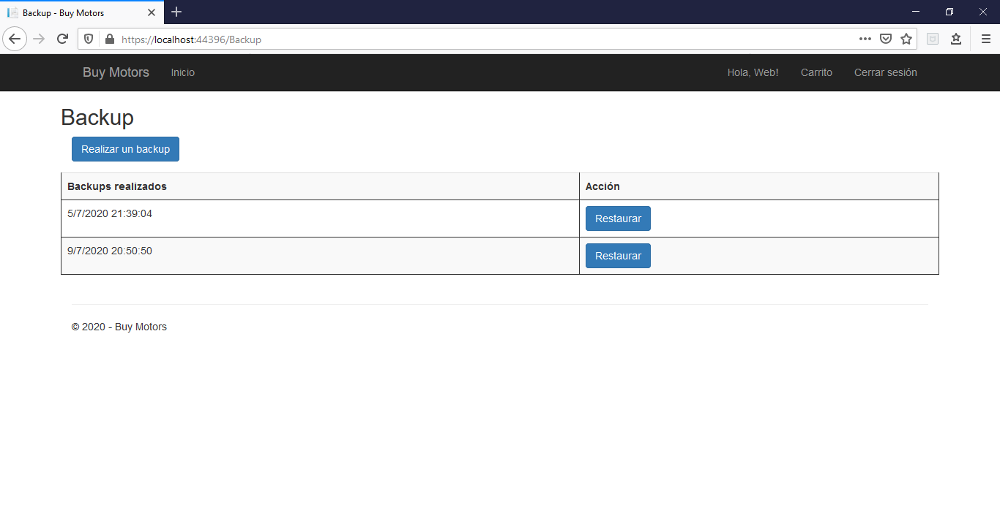 Backup - Buy Motors
https://localhost:44396/Backup
Buy Motors Inicio Hola, Web! Carrito Cerrar sesión
Backup
Realizar un backup
Backups realizados Acción
5/7/2020 21:39:04 Restaurar
9/7/2020 20:50:50 Restaurar
© 2020 - Buy Motors